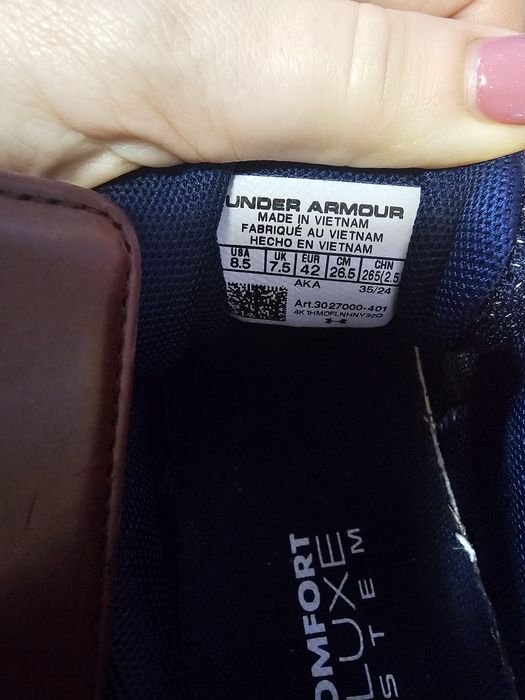 UNDER ARMOUR
MADE IN VIETNAM
FABRIQUÉ AU VIETNAM
HECHO EN VIETNAM
USA UK EUR CM CHN
8.5 7.5 42 26.5 265(2.5)
AKA 35/24
Art.3027000-401
OMFORT
LUXE
STEM